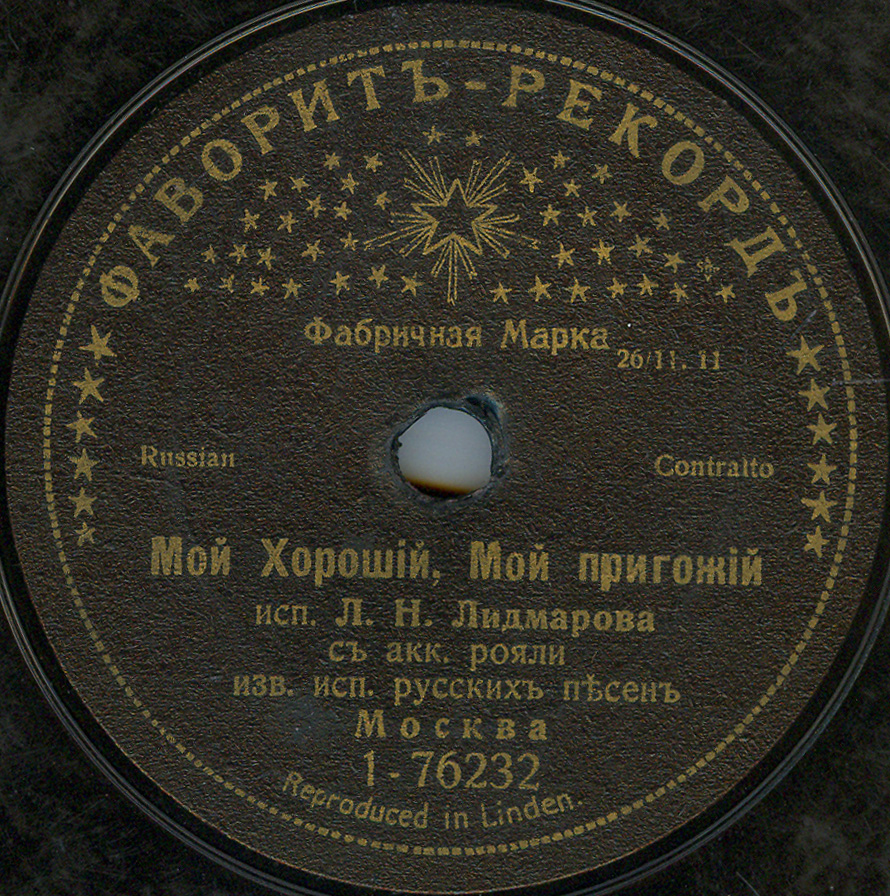 ФАВОРИТЪ-РЕКОРДЪ
Фабричная Марка
26/11. 11
Russian
Contralto
Мой Хорошій, Мой пригожій
исп. Л. Н. Лидмарова
съ акк. рояли
изв. исп. русскихъ пѣсенъ
Москва
1-76232
Reproduced in Linden.